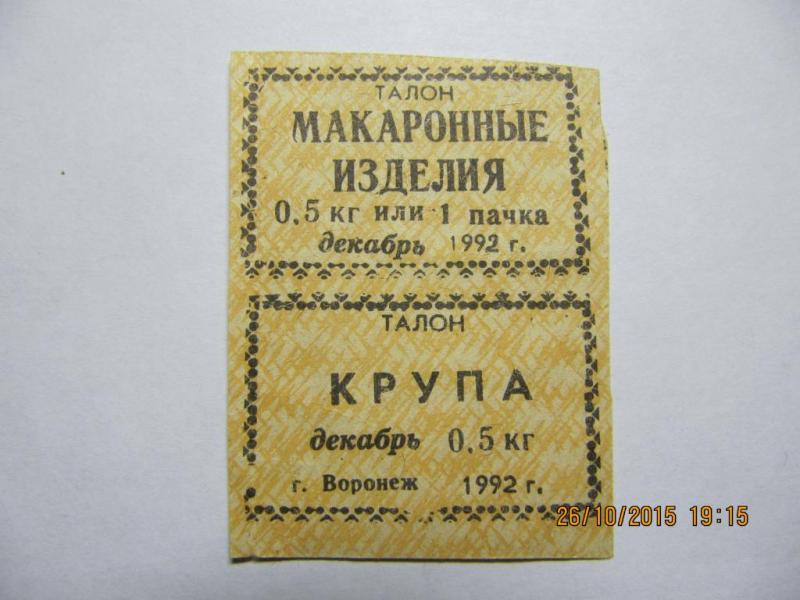 ТАЛОН
МАКАРОННЫЕ
ИЗДЕЛИЯ
0,5 кг или 1 пачка
декабрь 1992 г.
ТАЛОН
КРУПА
декабрь 0,5 кг
г. Воронеж 1992 г.
26/10/2015 19:15